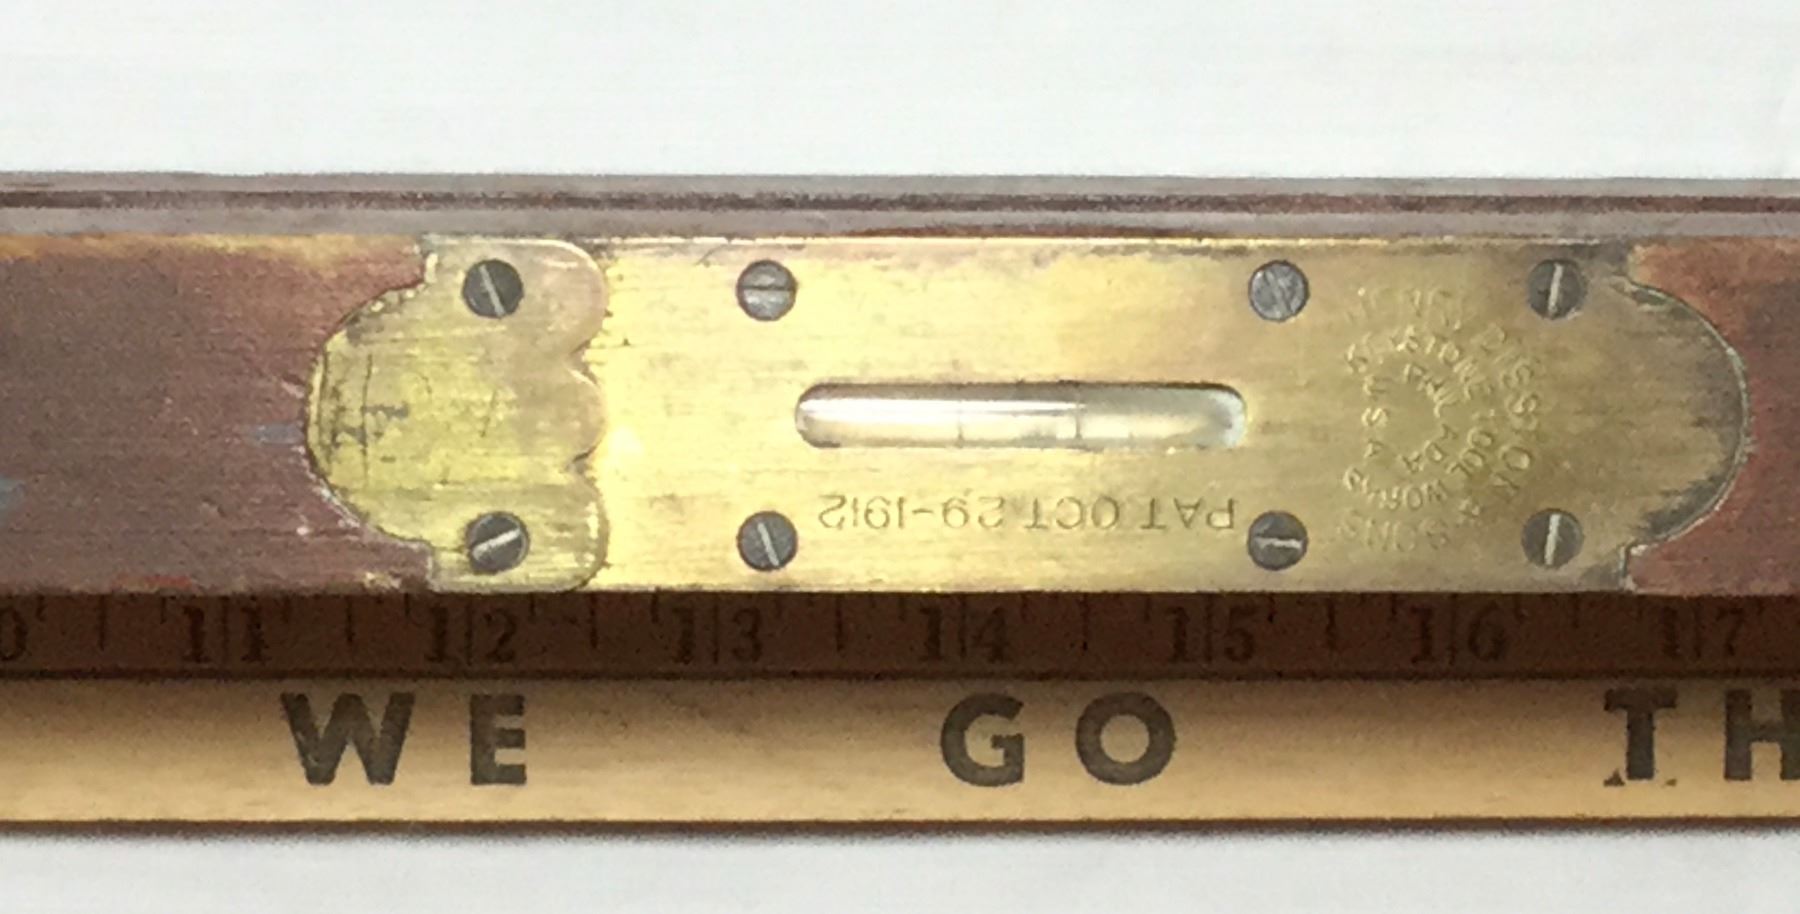 HENRY DISSTON & SONS
KEYSTONE TOOL WORKS
PHILADA
U S A
PAT. OCT. 29-1912
0 11 12 13 14 15 16 17
WE GO TH